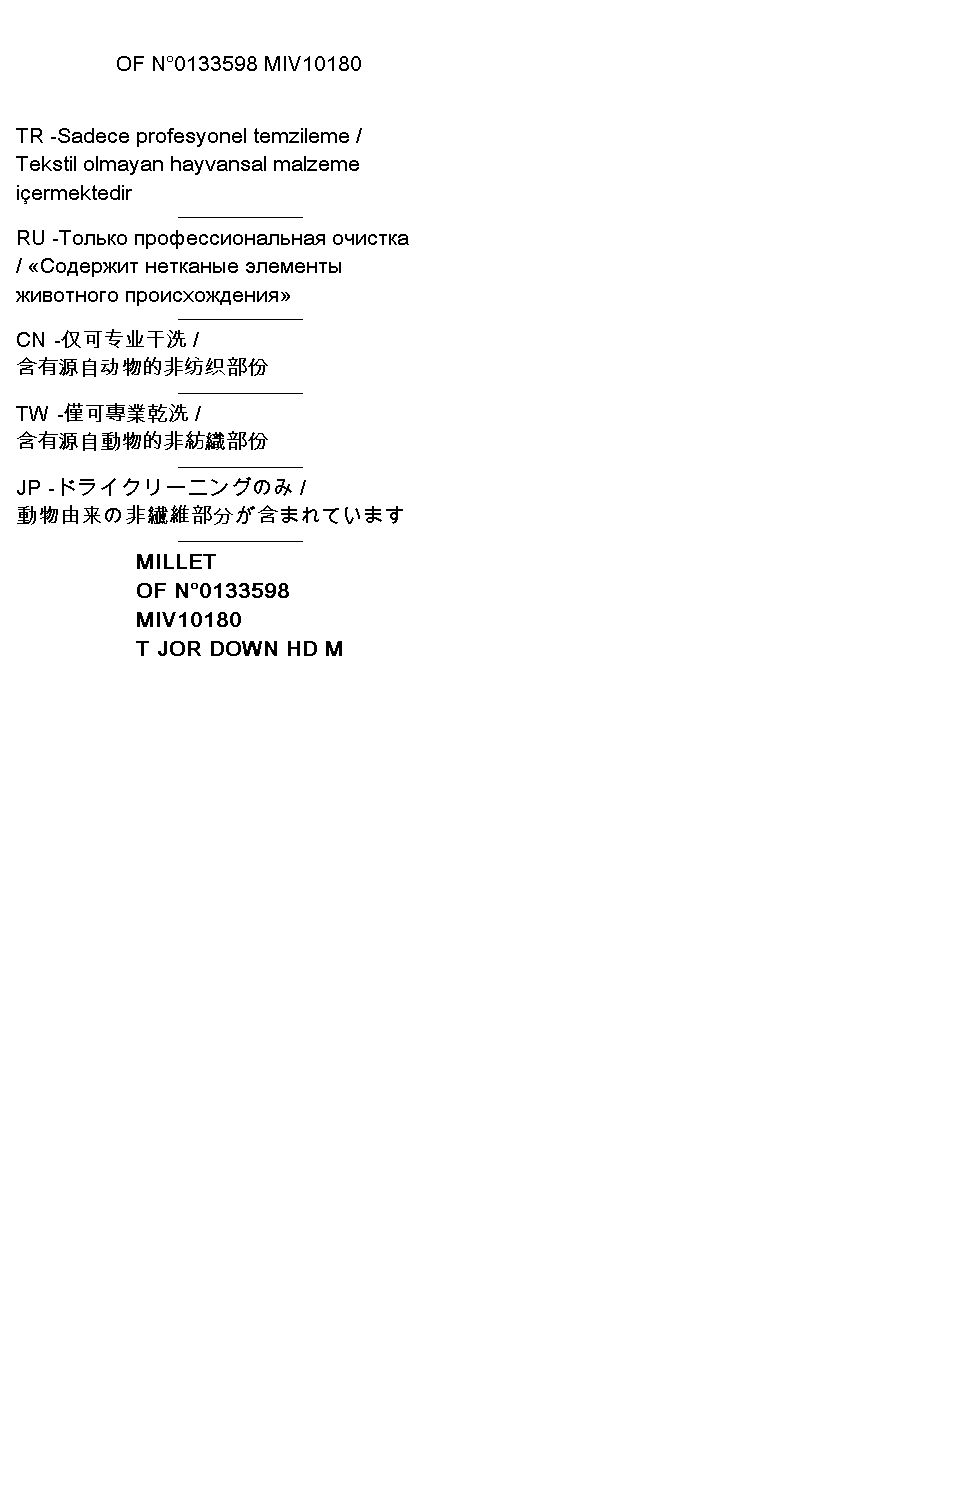 OF N°0133598 MIV10180
TR -Sadece profesyonel temzileme /
Tekstil olmayan hayvansal malzeme
içermektedir
RU -Только профессиональная очистка
/ «Содержит нетканые элементы
животного происхождения»
CN -仅可专业干洗 /
含有源自动物的非纺织部份
TW -僅可專業乾洗 /
含有源自動物的非紡織部份
JP -ドライクリーニングのみ /
動物由来の非繊維部分が含まれています
MILLET
OF N°0133598
MIV10180
T JOR DOWN HD M